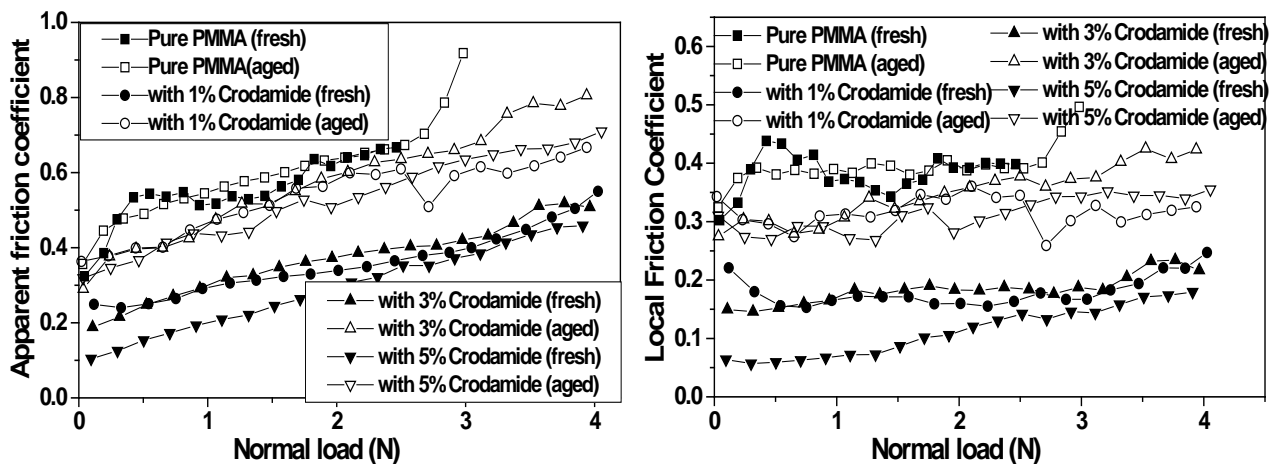 Apparent friction coefficient
1.0
0.8
0.6
0.4
0.2
0.0
Pure PMMA (fresh)
Pure PMMA(aged)
with 1% Crodamide (fresh)
with 1% Crodamide (aged)
with 3% Crodamide (fresh)
with 3% Crodamide (aged)
with 5% Crodamide (fresh)
with 5% Crodamide (aged)
0 1 2 3 4
Normal load (N)
Local Friction Coefficient
0.6
0.5
0.4
0.3
0.2
0.1
0.0
Pure PMMA (fresh)
Pure PMMA (aged)
with 1% Crodamide (fresh)
with 1% Crodamide (aged)
with 3% Crodamide (fresh)
with 3% Crodamide (aged)
with 5% Crodamide (fresh)
with 5% Crodamide (aged)
0 1 2 3 4
Normal load (N)